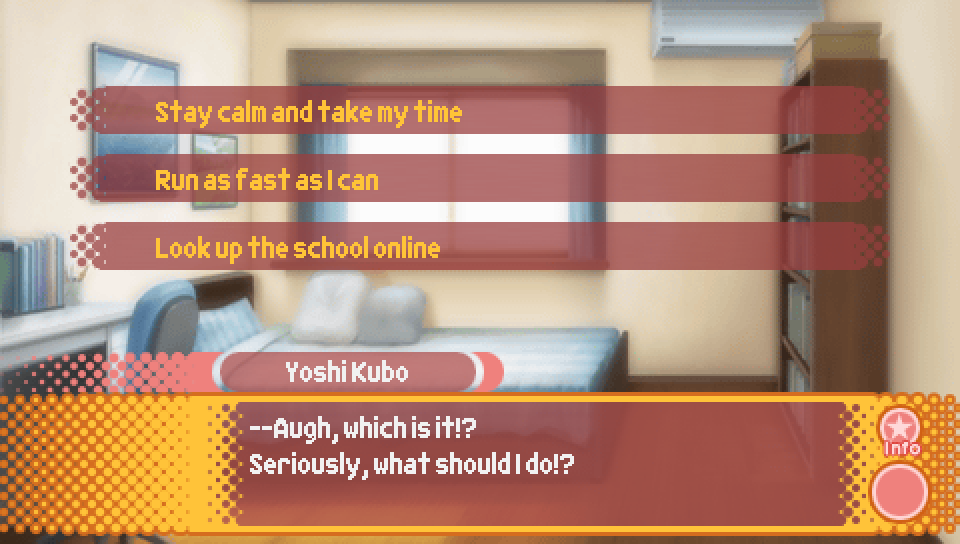 Stay calm and take my time
Run as fast as I can
Look up the school online
Yoshi Kubo
--Augh, which is it!?
Seriously, what should I do!?
Info